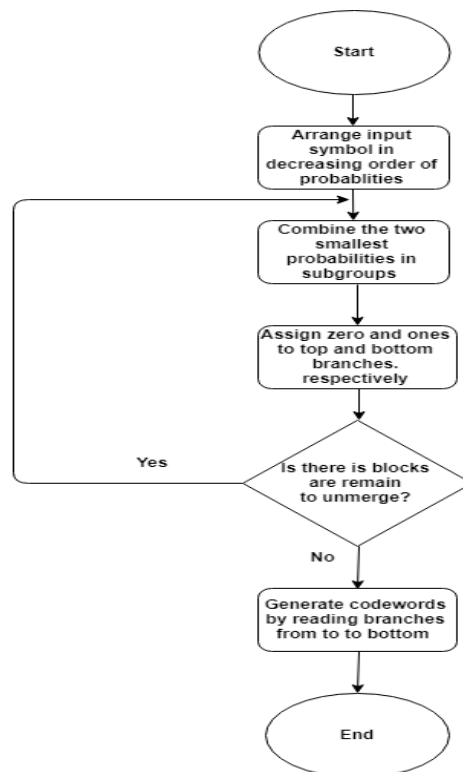 Start
Arrange input
symbol in
decreasing order of
probablities
Combine the two
smallest
probabilities in
subgroups
Assign zero and ones
to top and bottom
branches.
respectively
Yes
Is there is blocks
are remain
to unmerge?
No
Generate codewords
by reading branches
from to to bottom
End